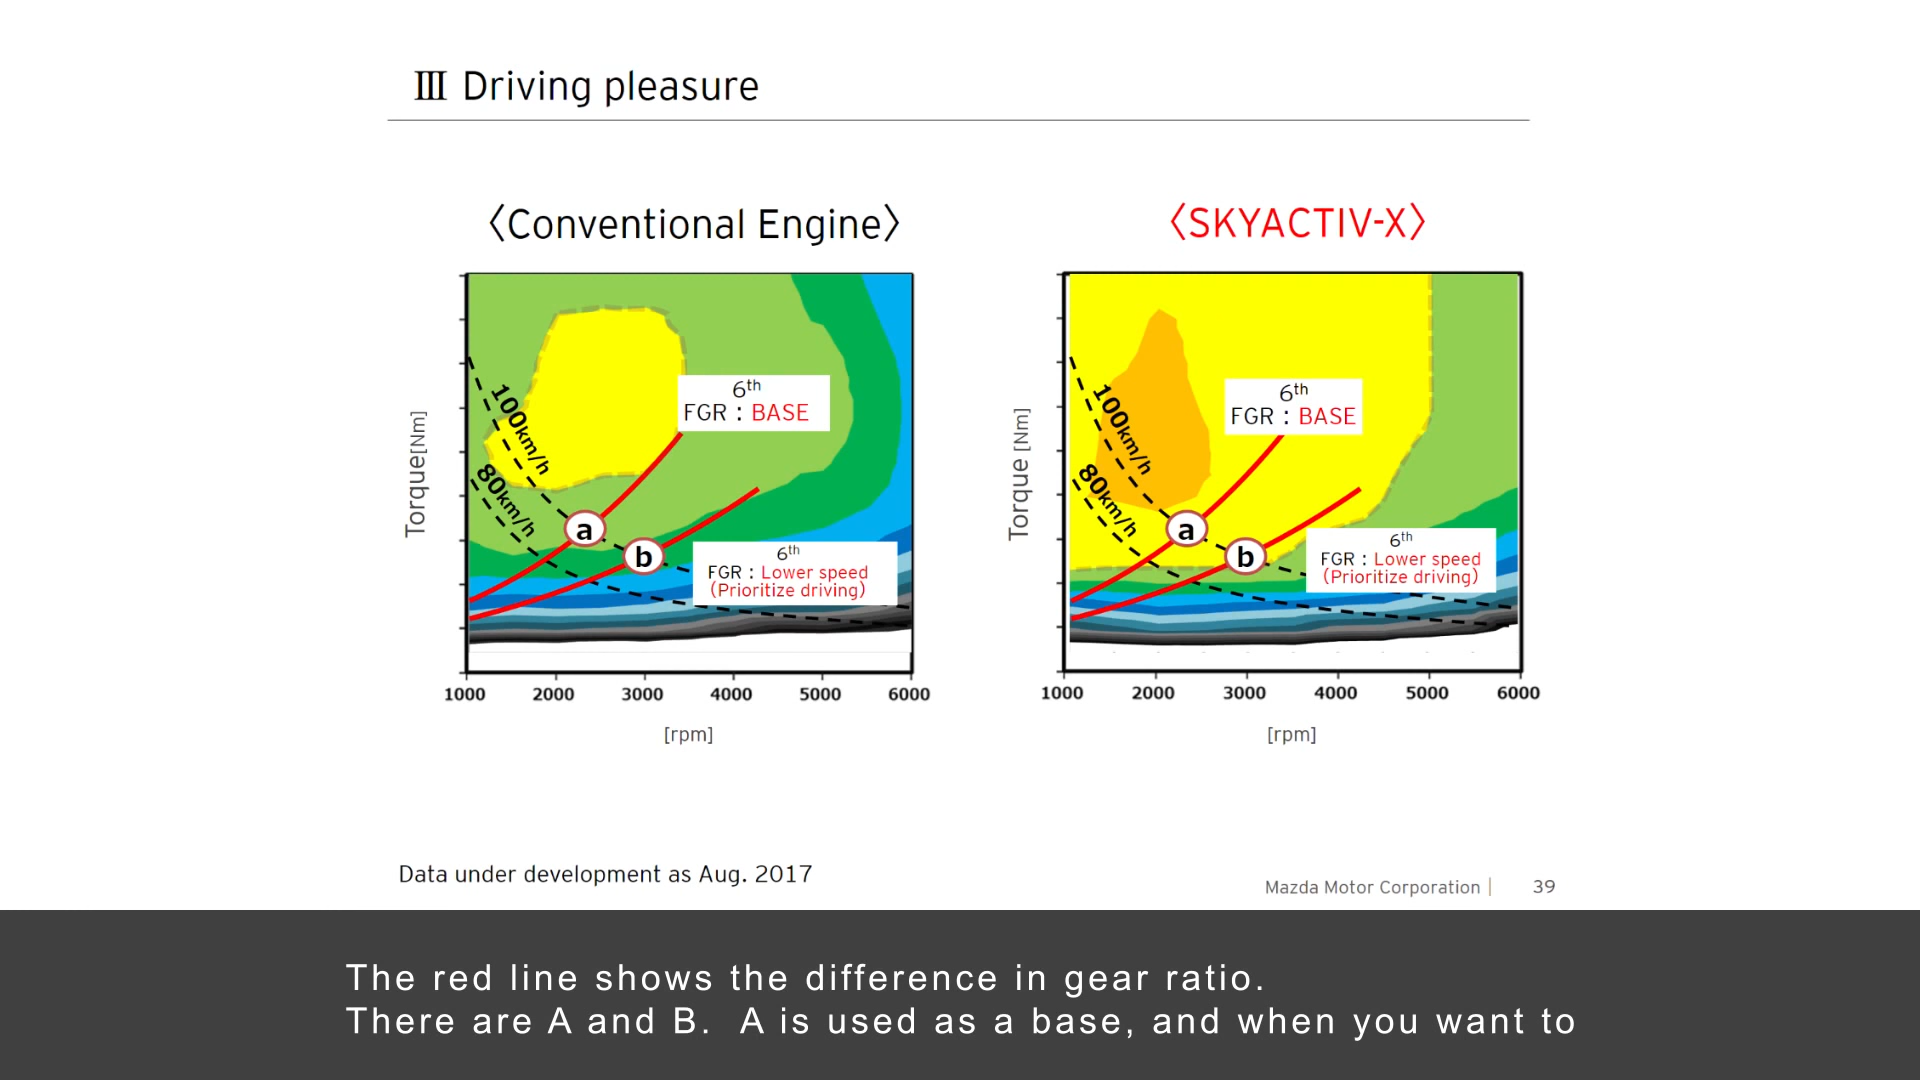 Ⅲ Driving pleasure
〈Conventional Engine〉
Torque[Nm]
100km/h
80km/h
6th
FGR : BASE
a
b
6th
FGR : Lower speed
(Prioritize driving)
1000 2000 3000 4000 5000 6000
[rpm]
〈SKYACTIV-X〉
Torque [Nm]
100km/h
80km/h
6th
FGR : BASE
a
b
6th
FGR : Lower speed
(Prioritize driving)
1000 2000 3000 4000 5000 6000
[rpm]
Data under development as Aug. 2017
Mazda Motor Corporation | 39
The red line shows the difference in gear ratio.
There are A and B. A is used as a base, and when you want to